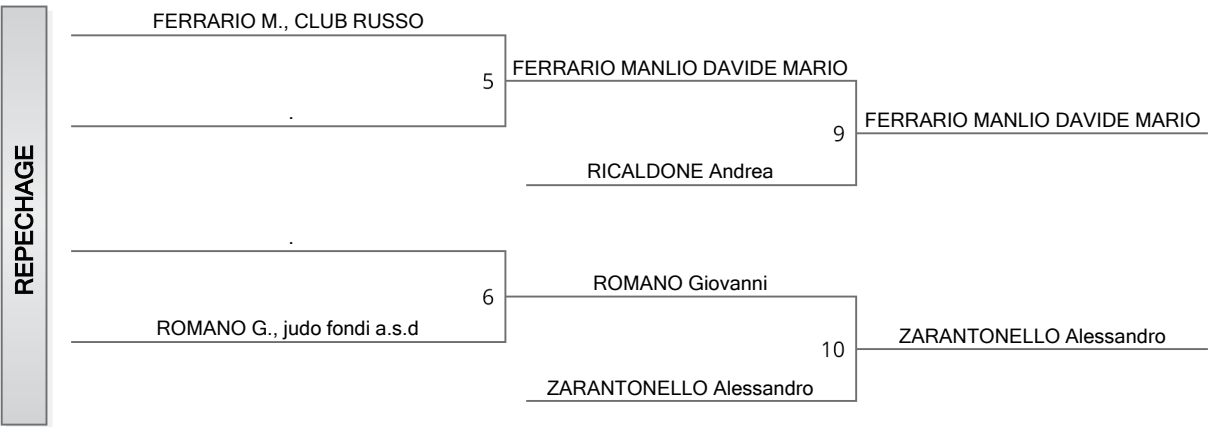 REPECHAGE
FERRARIO M., CLUB RUSSO
5
.
FERRARIO MANLIO DAVIDE MARIO
9
RICALDONE Andrea
FERRARIO MANLIO DAVIDE MARIO
.
6
ROMANO G., judo fondi a.s.d
ROMANO Giovanni
10
ZARANTONELLO Alessandro
ZARANTONELLO Alessandro